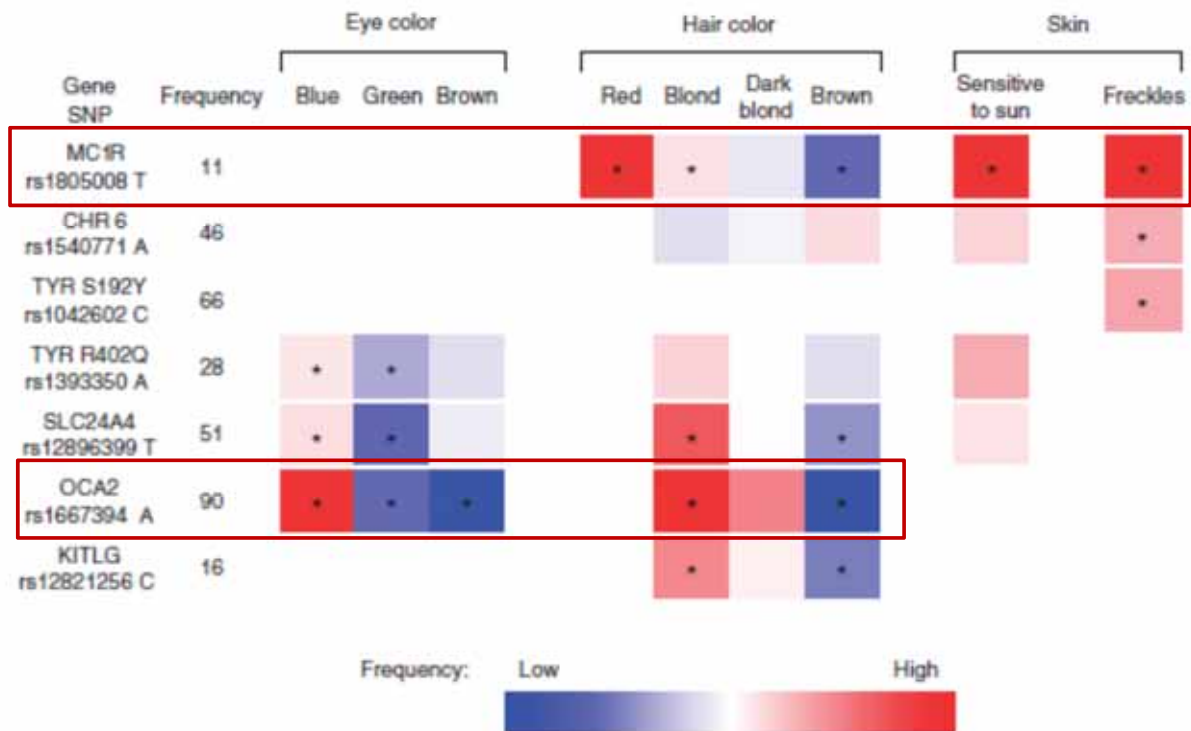 Eye color Hair color Skin
Gene SNP Frequency Blue Green Brown Red Blond Dark blond Brown Sensitive to sun Freckles
MC1R
rs1805008 T 11
CHR 6
rs1540771 A 46
TYR S192Y
rs1042602 C 66
TYR R402Q
rs1393350 A 28
SLC24A4
rs12896399 T 51
OCA2
rs1667394 A 90
KITLG
rs12821256 C 16
Frequency: Low High